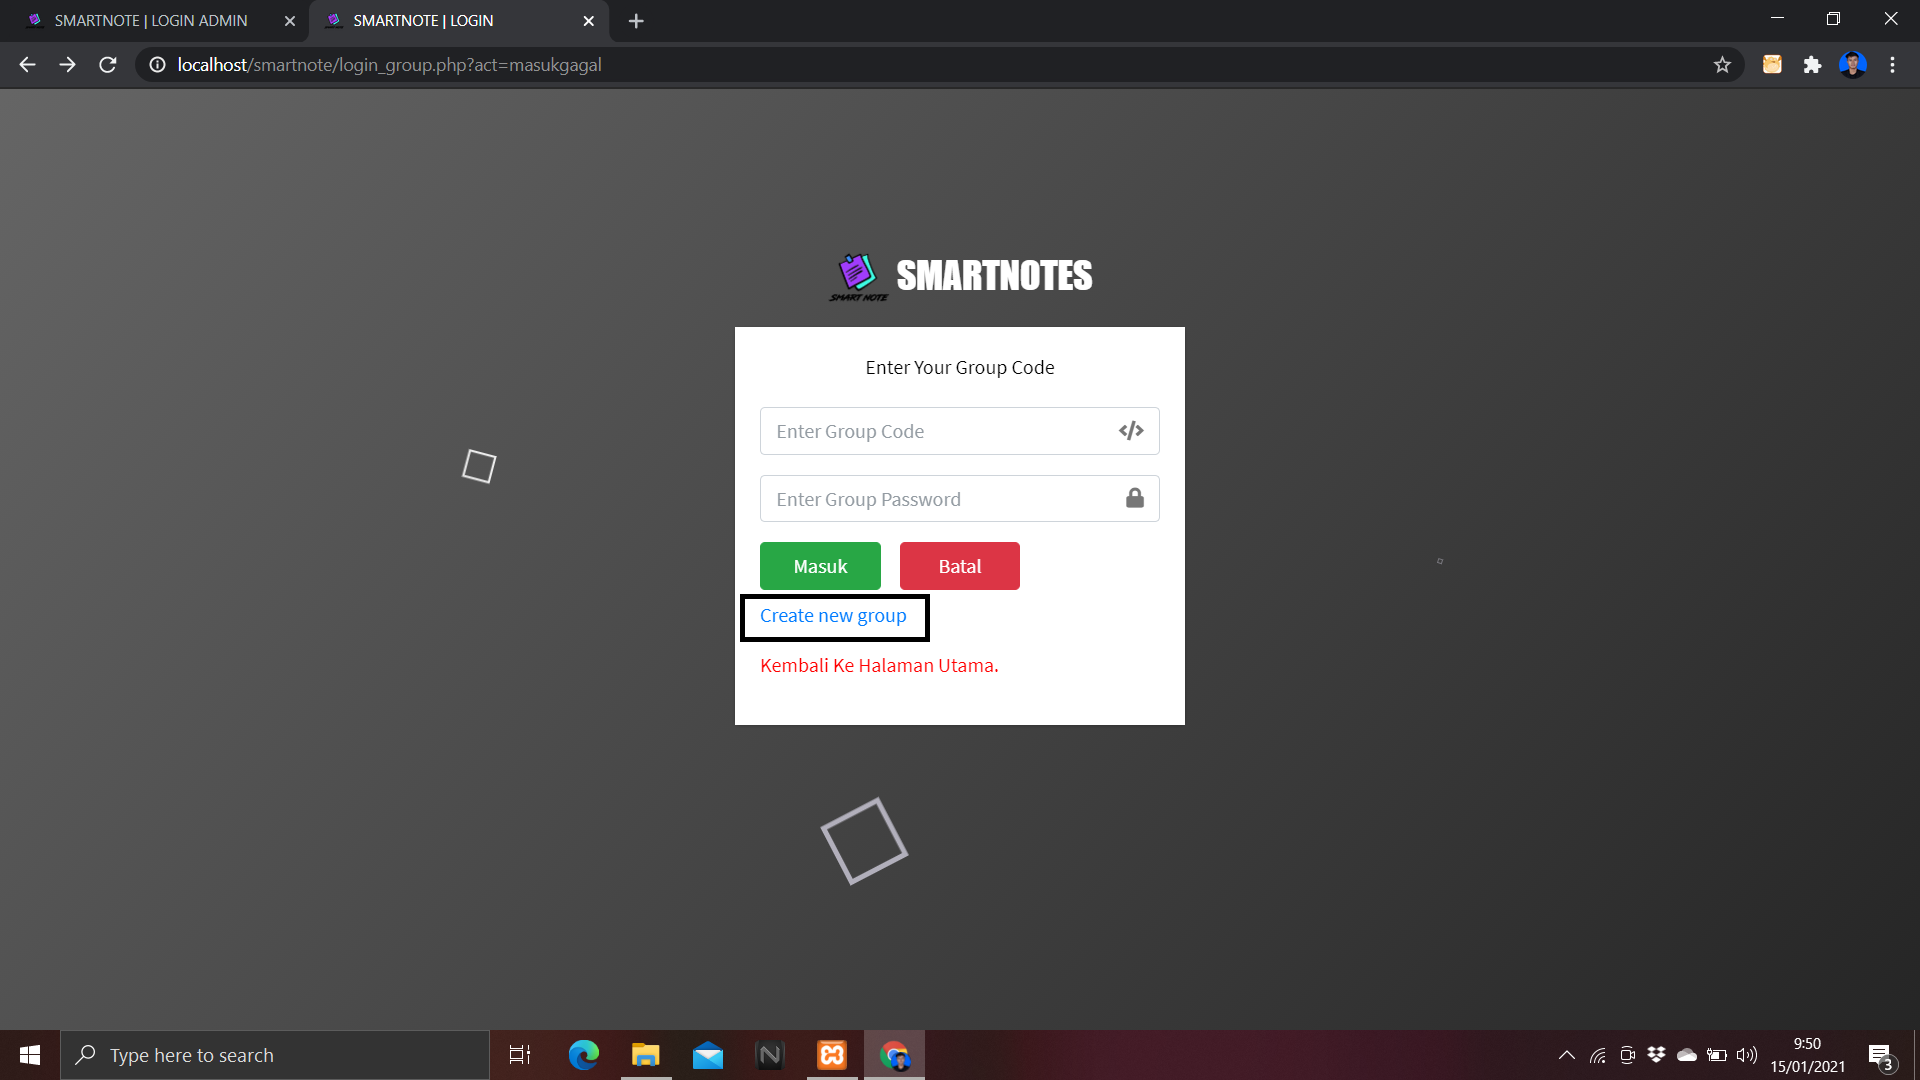 SMARTNOTE | LOGIN ADMIN
SMARTNOTE | LOGIN
localhost/smartnote/login_group.php?act=masukgagal
SMART NOTE
SMARTNOTES
Enter Your Group Code
Enter Group Code
Enter Group Password
Masuk
Batal
Create new group
Kembali Ke Halaman Utama.
Type here to search
N
9:50
15/01/2021
3